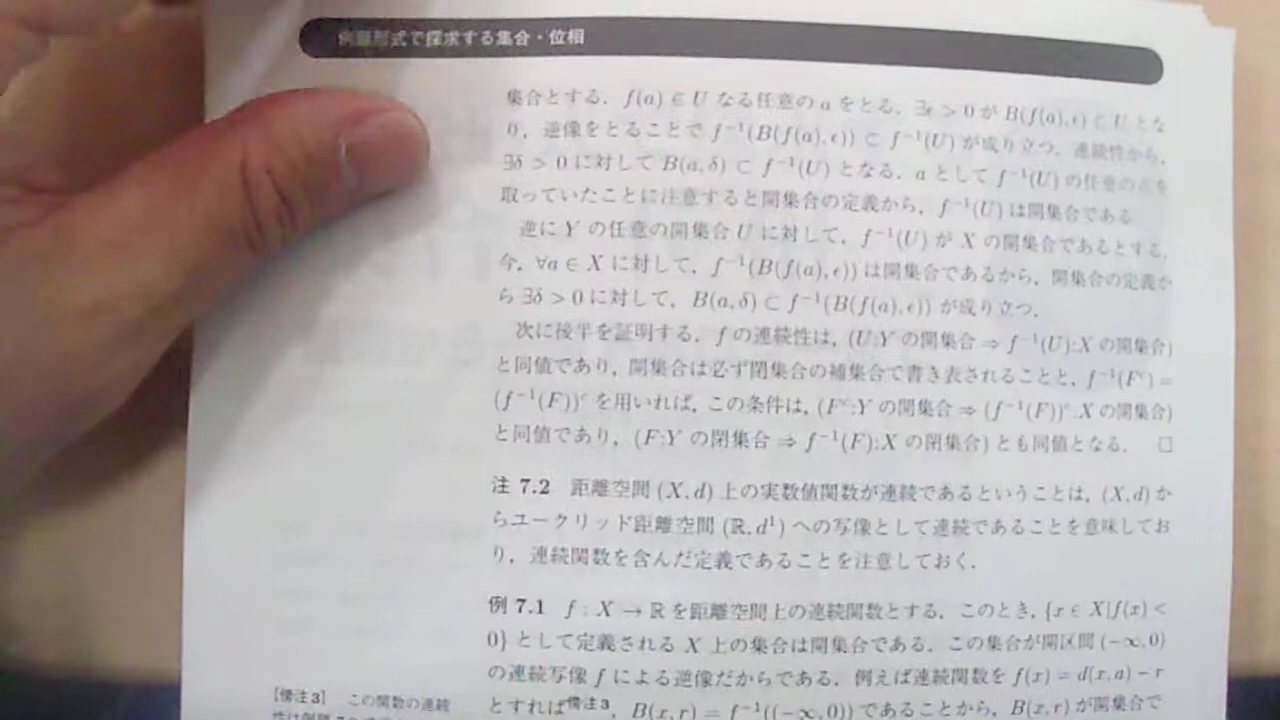 例題形式で探求する集合・位相
集合とする．f(a) ∈ U なる任意の a をとる．∃ε > 0 が B(f(a), ε) ⊂ U とな
り，逆像をとることで f⁻¹(B(f(a), ε)) ⊂ f⁻¹(U) が成り立つ．連続性から，
∃δ > 0 に対して B(a, δ) ⊂ f⁻¹(U) となる．a として f⁻¹(U) の任意の点を
取っていたことに注意すると開集合の定義から，f⁻¹(U) は開集合である
逆に Y の任意の開集合 U に対して，f⁻¹(U) が X の開集合であるとする．
今，∀a ∈ X に対して，f⁻¹(B(f(a), ε)) は開集合であるから，開集合の定義か
ら ∃δ > 0 に対して，B(a, δ) ⊂ f⁻¹(B(f(a), ε)) が成り立つ．
次に後半を証明する．f の連続性は，(U:Y の開集合 ⇒ f⁻¹(U):X の開集合)
と同値であり，開集合は必ず閉集合の補集合で書き表されることと，f⁻¹(Fᶜ) =
(f⁻¹(F))ᶜ を用いれば，この条件は，(Fᶜ:Y の開集合 ⇒ (f⁻¹(F))ᶜ:X の開集合)
と同値であり，(F:Y の閉集合 ⇒ f⁻¹(F):X の閉集合) とも同値となる． □
注 7.2 距離空間 (X, d) 上の実数値関数が連続であるということは，(X, d) か
らユークリッド距離空間 (ℝ, d¹) への写像として連続であることを意味してお
り，連続関数を含んだ定義であることを注意しておく．
例 7.1 f : X → ℝ を距離空間上の連続関数とする．このとき，{x ∈ X|f(x) <
0} として定義される X 上の集合は開集合である．この集合が開区間 (−∞, 0)
の連続写像 f による逆像だからである．例えば連続関数を f(x) = d(x, a) − r
とすれば傍注3，B(x, r) = f⁻¹((−∞, 0)) であることから，B(x, r) が開集合で
[傍注3] この関数の連続